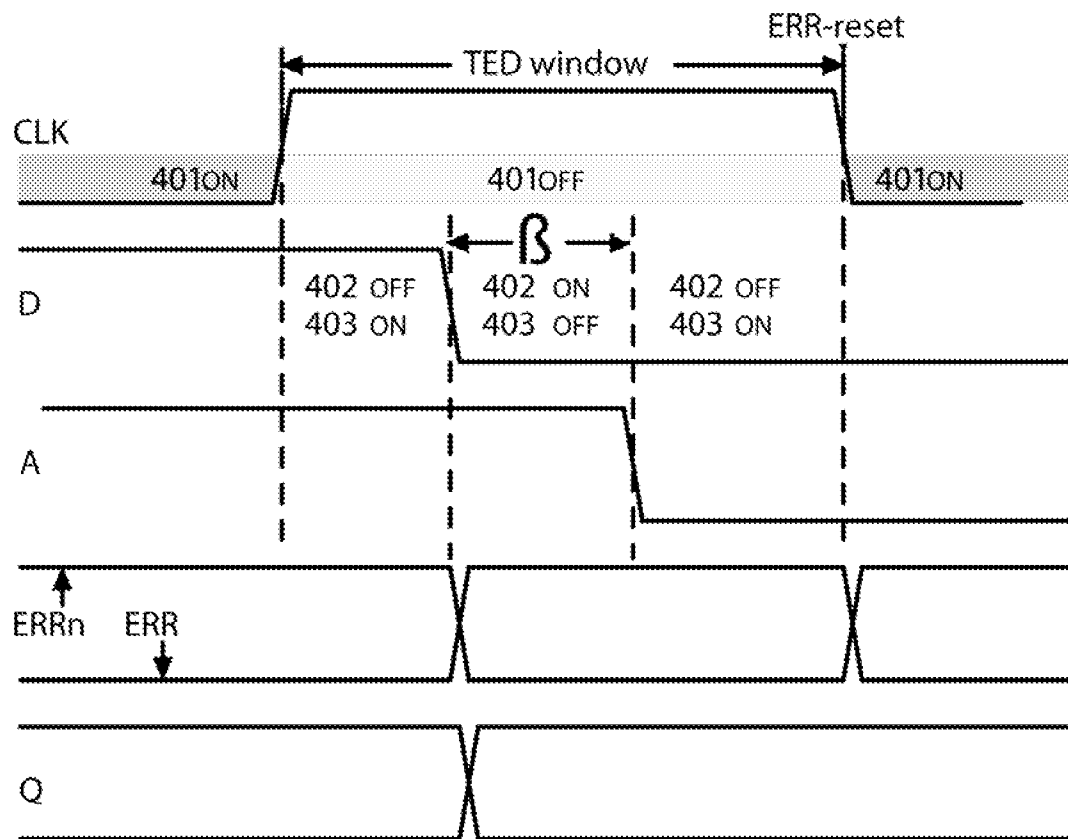 ERR-reset
TED window
CLK
401ON 401OFF 401ON
ß
D
402 OFF 402 ON 402 OFF
403 ON 403 OFF 403 ON
A
ERRn ERR
Q